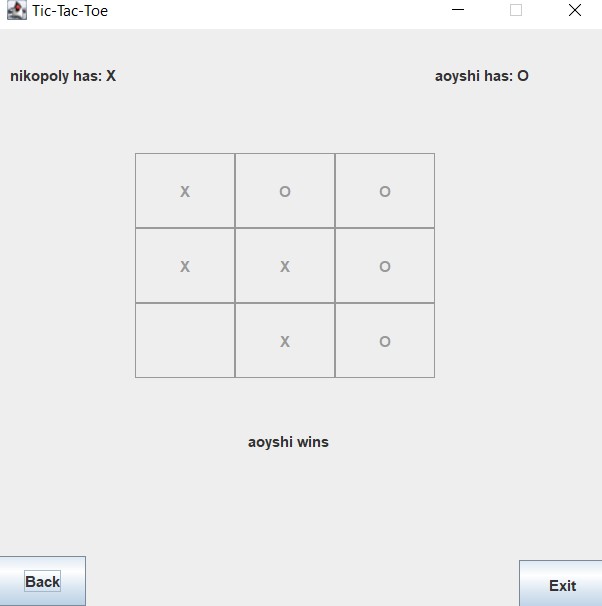 Tic-Tac-Toe
nikopoly has: X aoyshi has: O
X O O
X X O
X O
aoyshi wins
Back Exit